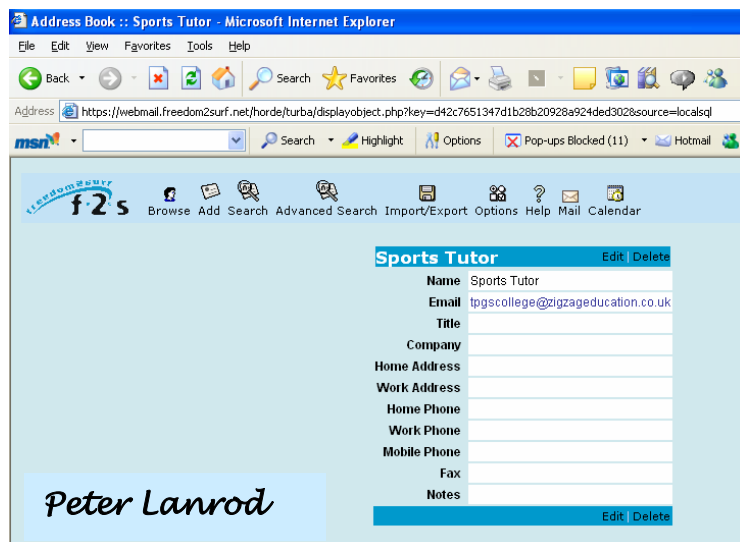 Address Book :: Sports Tutor - Microsoft Internet Explorer
File Edit View Favorites Tools Help
Back Search Favorites
Address https://webmail.freedom2surf.net/horde/turba/displayobject.php?key=d42c7651347d1b28b20928a924ded302&source=localsql
msn Search Highlight Options Pop-ups Blocked (11) Hotmail
freedom2surf
f·2s Browse Add Search Advanced Search Import/Export Options Help Mail Calendar
Sports Tutor Edit | Delete
Name Sports Tutor
Email tpgscollege@zigzageducation.co.uk
Title
Company
Home Address
Work Address
Home Phone
Work Phone
Mobile Phone
Fax
Notes
Edit | Delete
Peter Lanrod